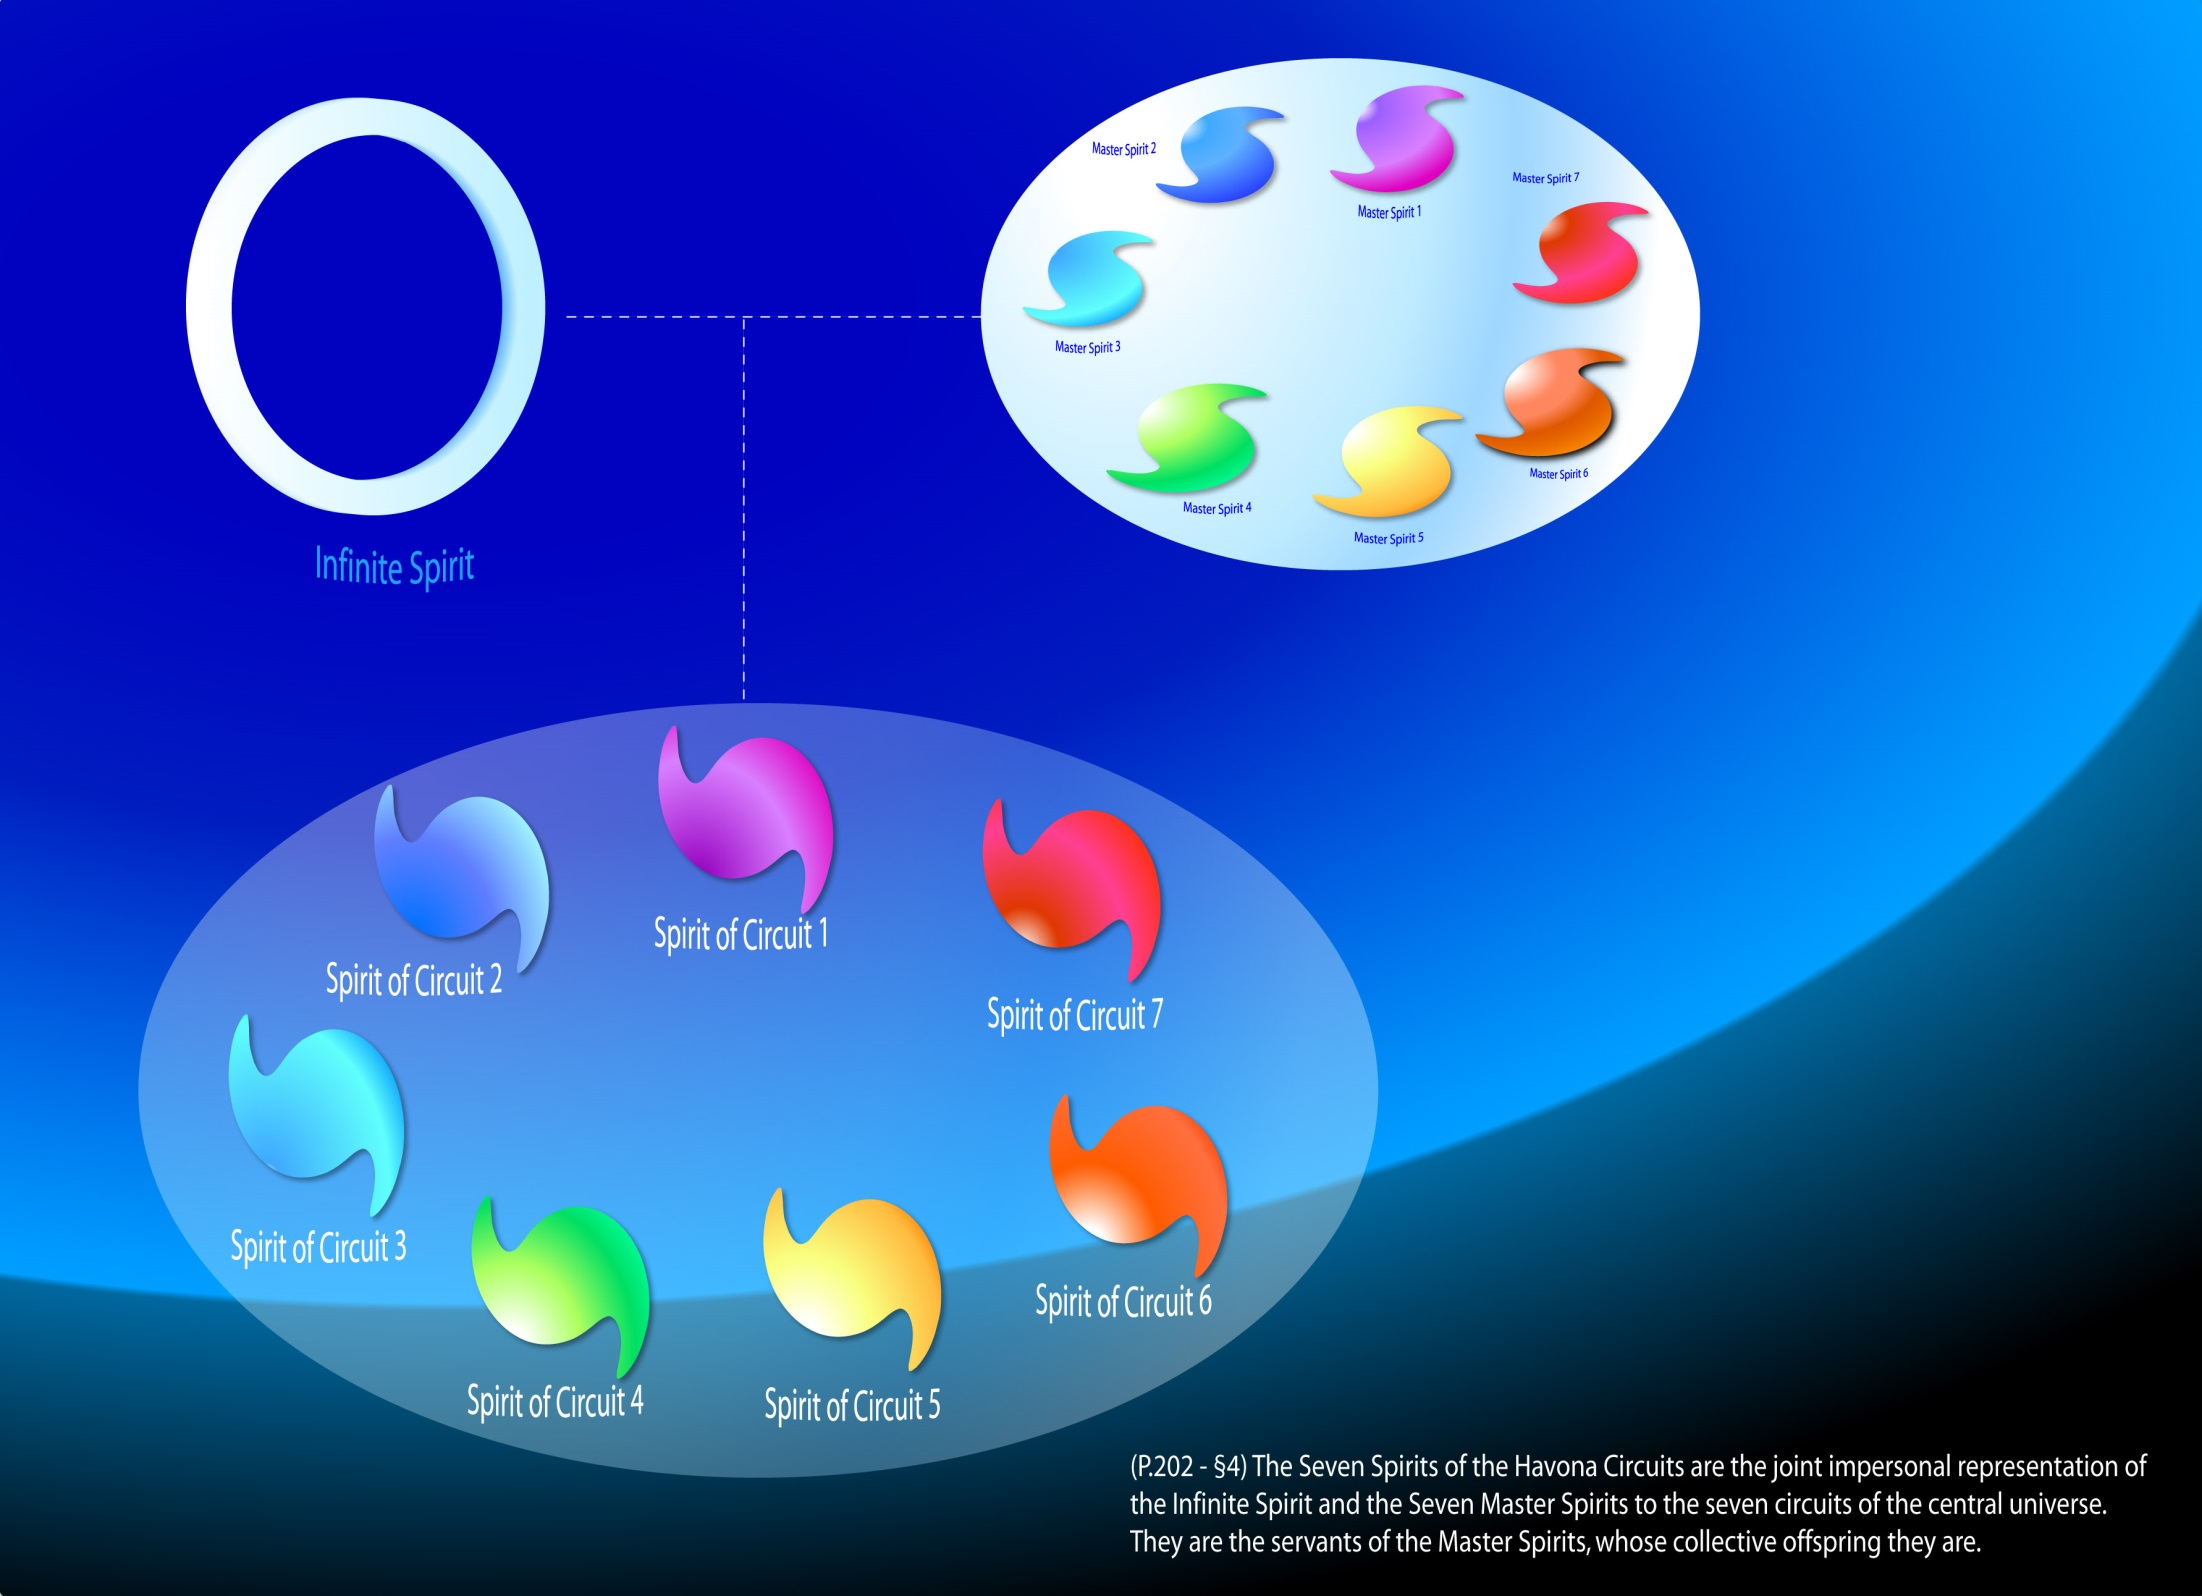 Master Spirit 2
Master Spirit 1
Master Spirit 7
Master Spirit 3
Master Spirit 6
Master Spirit 4
Master Spirit 5
Infinite Spirit
Spirit of Circuit 1
Spirit of Circuit 2
Spirit of Circuit 7
Spirit of Circuit 3
Spirit of Circuit 6
Spirit of Circuit 4
Spirit of Circuit 5
(P.202 - §4) The Seven Spirits of the Havona Circuits are the joint impersonal representation of
the Infinite Spirit and the Seven Master Spirits to the seven circuits of the central universe.
They are the servants of the Master Spirits, whose collective offspring they are.